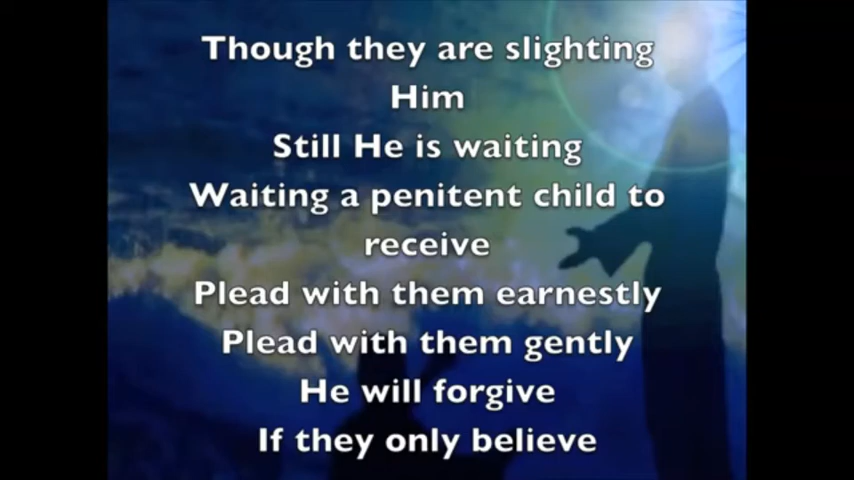 Though they are slighting
Him
Still He is waiting
Waiting a penitent child to
receive
Plead with them earnestly
Plead with them gently
He will forgive
If they only believe